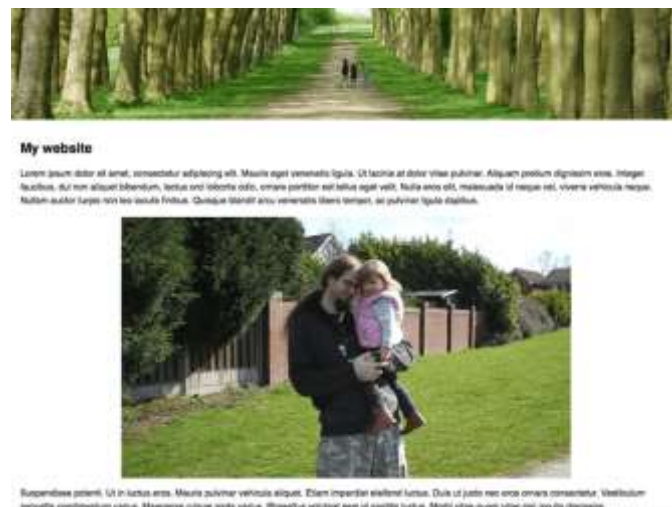 My website
Lorem ipsum dolor sit amet, consectetur adipiscing elit. Mauris eget venenatis ligula. Ut lacinia at dolor vitae pulvinar. Aliquam pretium dignissim eros. Integer
faucibus, dui non aliquet bibendum, lectus orci lobortis odio, ornare porttitor est tellus eget velit. Nulla eros elit, malesuada id neque vel, viverra vehicula neque.
Nullam auctor turpis non leo iaculis finibus. Quisque blandit arcu venenatis libero tempor, ac pulvinar ligula dapibus.
Suspendisse potenti. Ut in luctus eros. Mauris pulvinar vehicula aliquet. Etiam imperdiet eleifend luctus. Duis ut justo nec eros ornare consectetur. Vestibulum